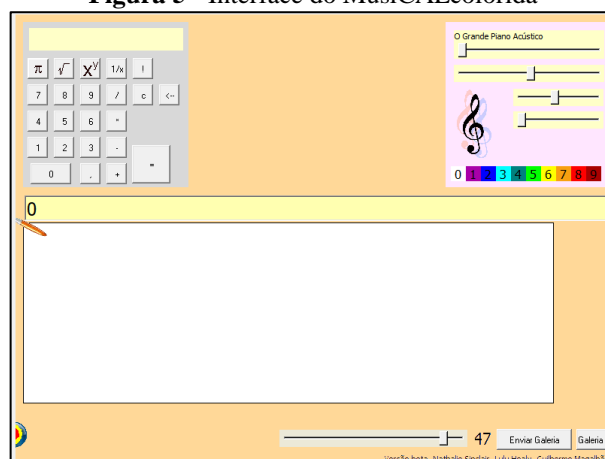 Figura 3 - Interface do MusiCALcolorida
O Grande Piano Acústico
π √ Xʸ 1/x !
7 8 9 / c <--
4 5 6 *
1 2 3 -
0 . + =
0 1 2 3 4 5 6 7 8 9
0
47 Enviar Galeria Galeria
Versão beta Nathalie Sinclair, Lulu Healy, Guilherme Magalhã